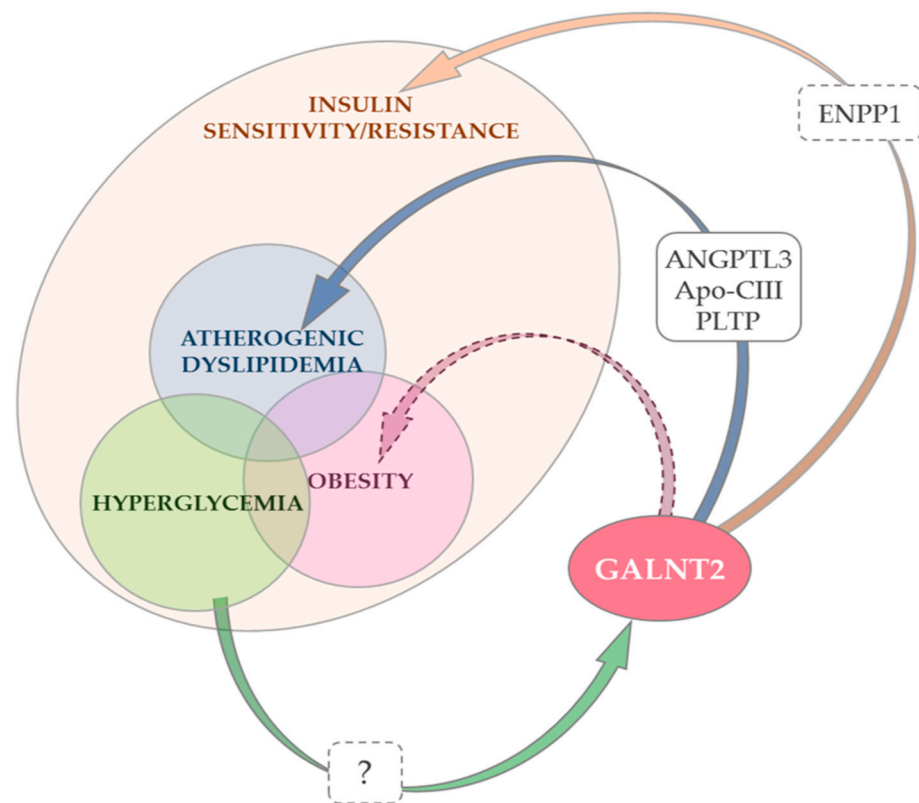 INSULIN
SENSITIVITY/RESISTANCE
ENPP1
ANGPTL3
Apo-CIII
PLTP
ATHEROGENIC
DYSLIPIDEMIA
OBESITY
HYPERGLYCEMIA
GALNT2
?